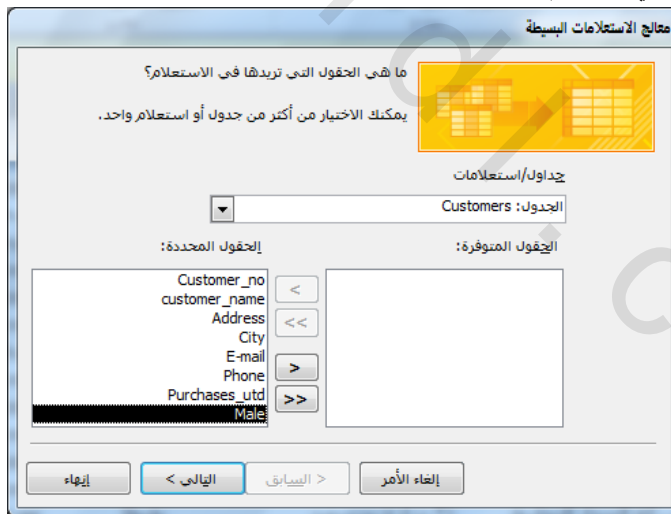 معالج الاستعلامات البسيطة
ما هي الحقول التي تريدها في الاستعلام؟
يمكنك الاختيار من أكثر من جدول أو استعلام واحد.
جداول/استعلامات
الجدول: Customers
الحقول المتوفرة:
الحقول المحددة:
Customer_no
customer_name
Address
City
E-mail
Phone
Purchases_utd
Male
<
<<
>
>>
إلغاء الأمر
< السابق
التالي >
إنهاء